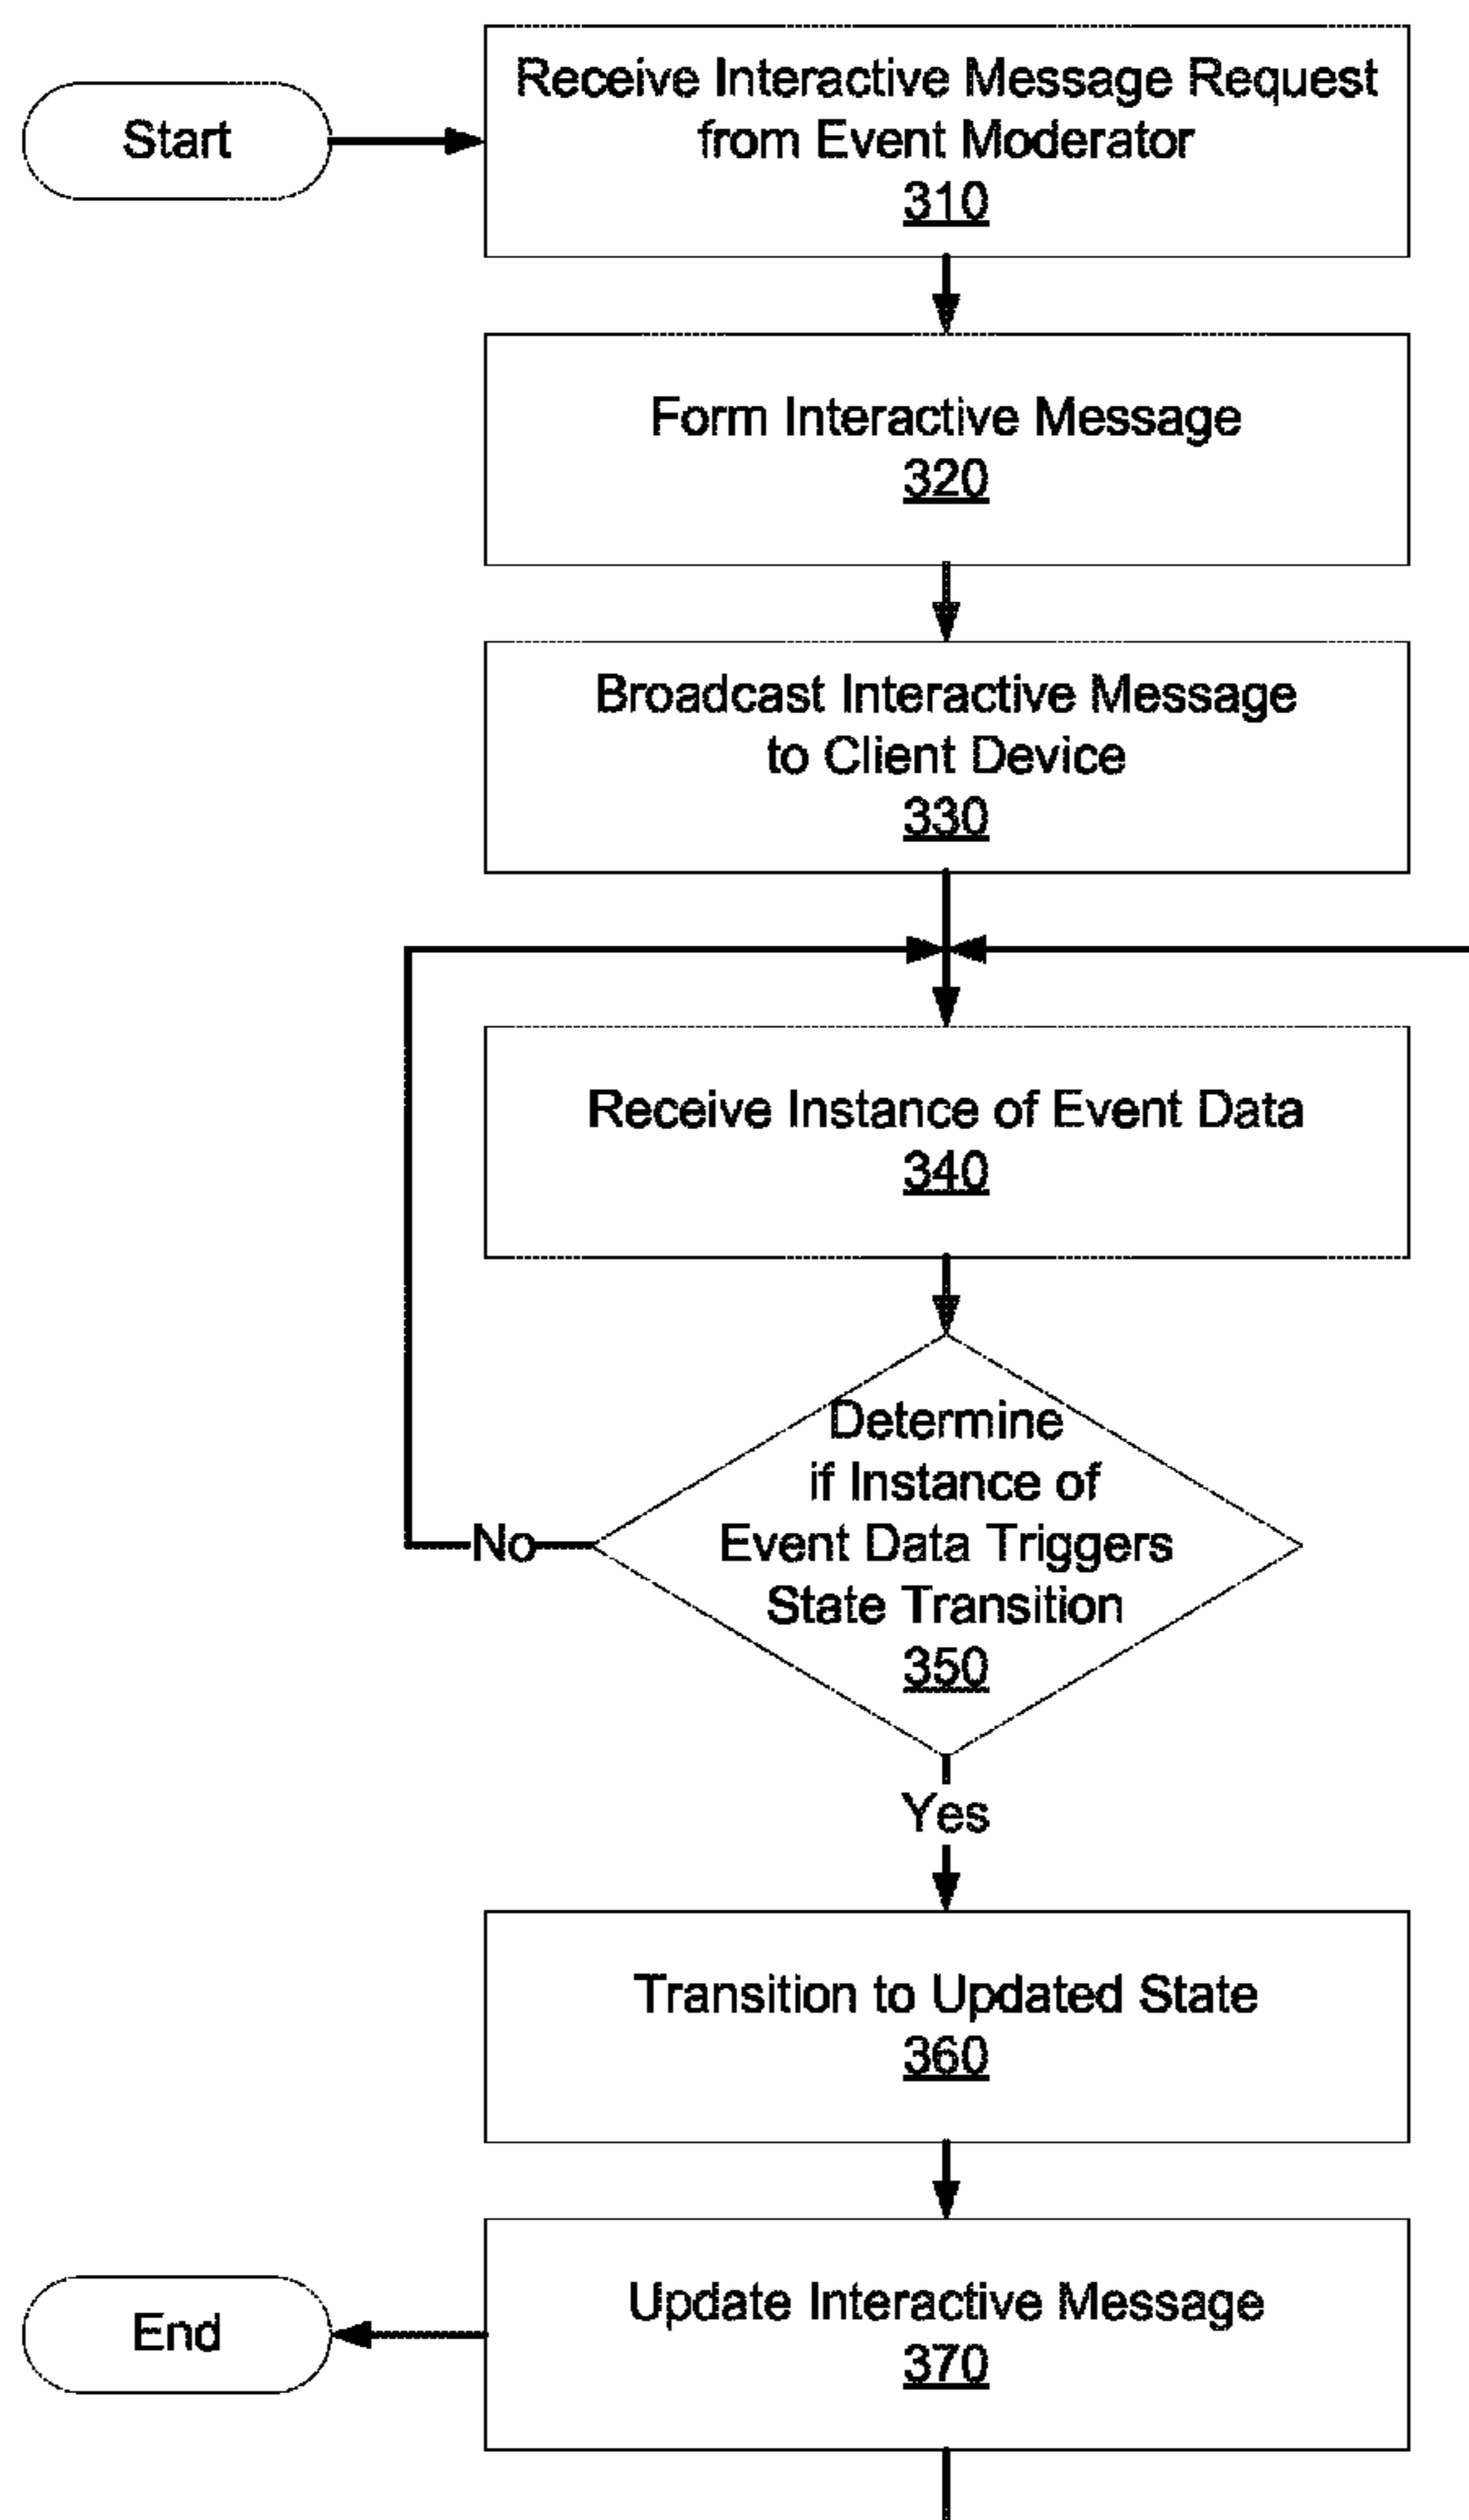 Start
Receive Interactive Message Request
from Event Moderator
310
Form Interactive Message
320
Broadcast Interactive Message
to Client Device
330
Receive Instance of Event Data
340
Determine
if Instance of
Event Data Triggers
State Transition
350
No
Yes
Transition to Updated State
360
Update Interactive Message
370
End